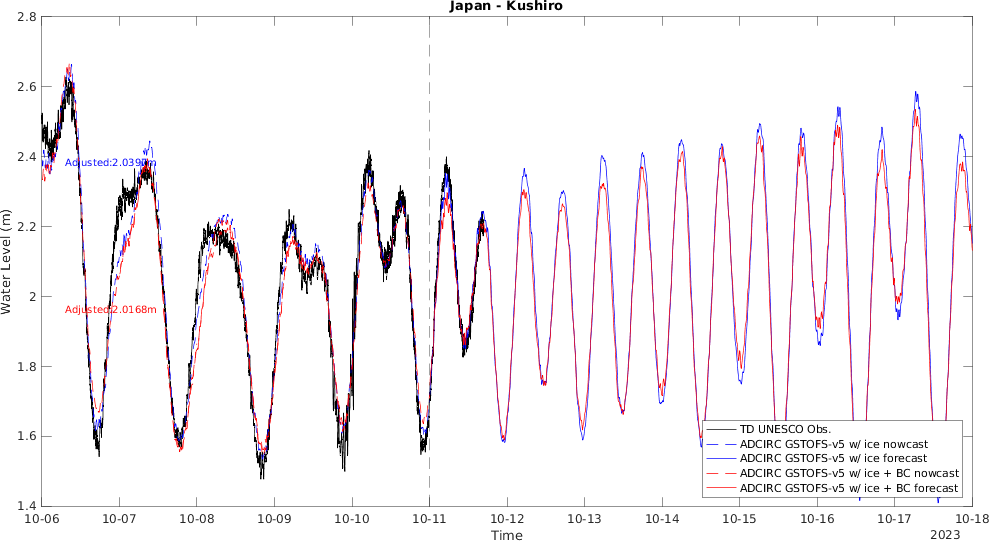 Japan - Kushiro
2.8
2.6
2.4
2.2
2
1.8
1.6
1.4
Water Level (m)
Adjusted:2.0397m
Adjusted:2.0168m
TD UNESCO Obs.
ADCIRC GSTOFS-v5 w/ ice nowcast
ADCIRC GSTOFS-v5 w/ ice forecast
ADCIRC GSTOFS-v5 w/ ice + BC nowcast
ADCIRC GSTOFS-v5 w/ ice + BC forecast
10-06 10-07 10-08 10-09 10-10 10-11 10-12 10-13 10-14 10-15 10-16 10-17 10-18
Time
2023